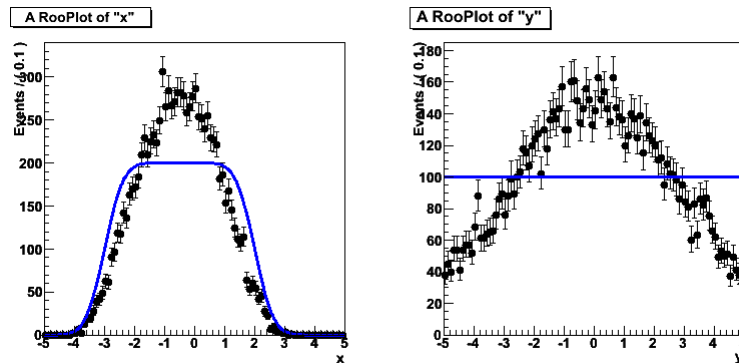 A RooPlot of "x"
Events / ( 0.1 )
300
250
200
150
100
50
0
-5 -4 -3 -2 -1 0 1 2 3 4 5
x
A RooPlot of "y"
Events / ( 0.1 )
180
160
140
120
100
80
60
40
20
0
-5 -4 -3 -2 -1 0 1 2 3 4
y